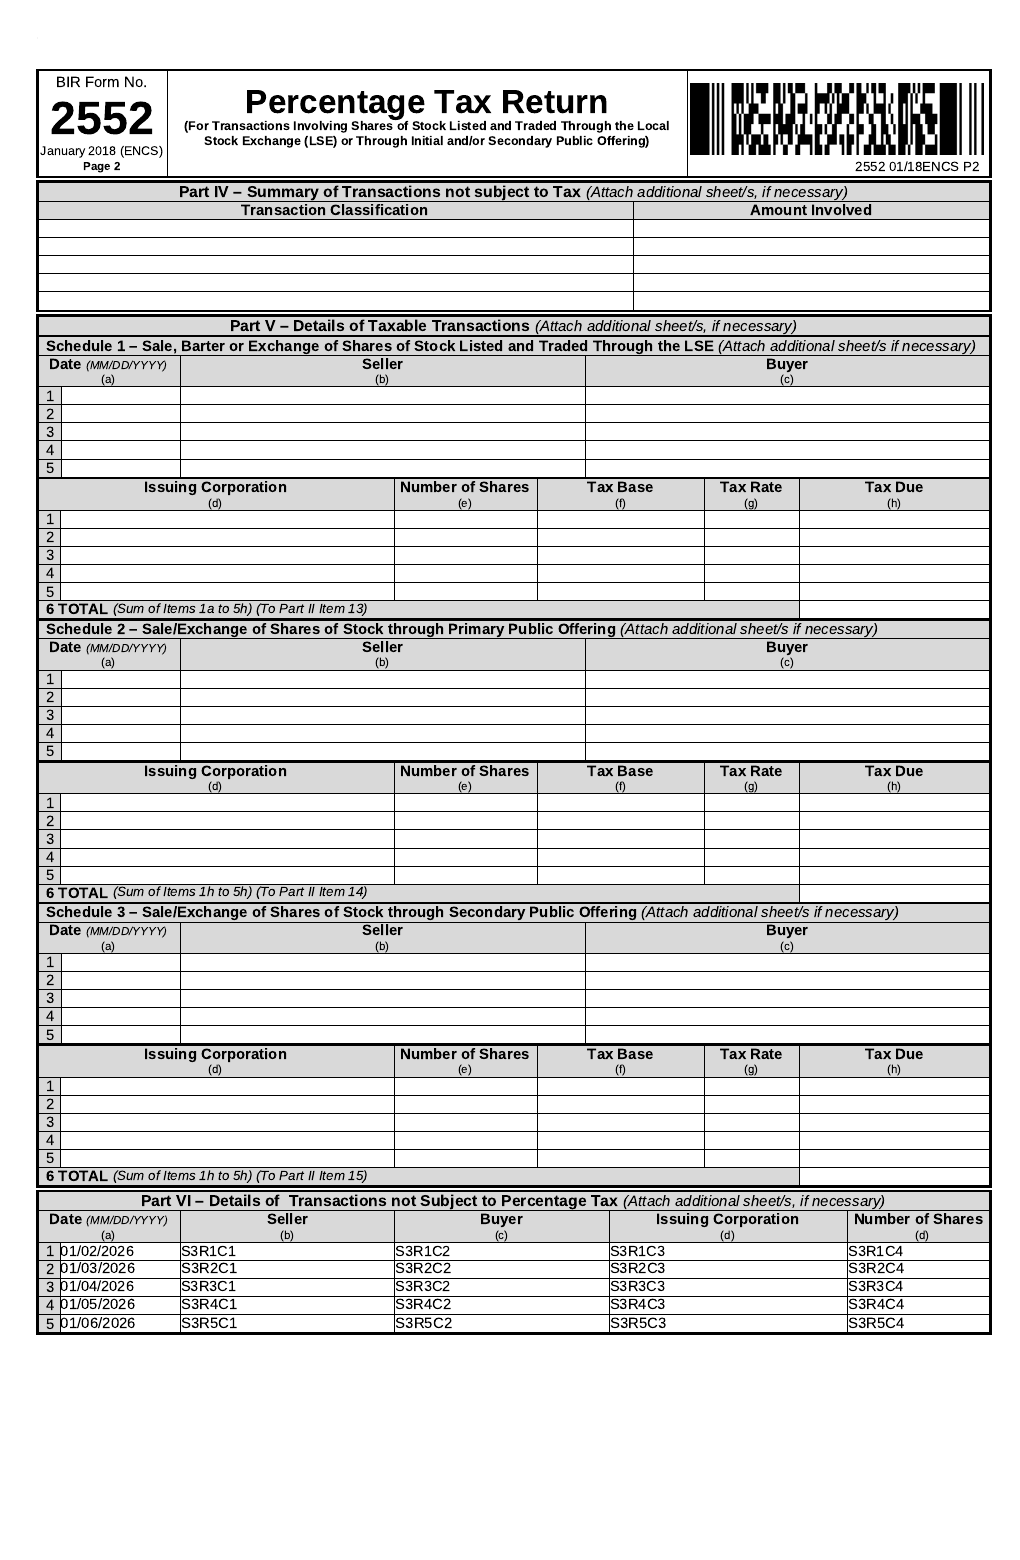 BIR Form No.
2552
January 2018 (ENCS)
Page 2
Percentage Tax Return
(For Transactions Involving Shares of Stock Listed and Traded Through the Local
Stock Exchange (LSE) or Through Initial and/or Secondary Public Offering)
2552 01/18ENCS P2
Part IV – Summary of Transactions not subject to Tax (Attach additional sheet/s, if necessary)
Transaction Classification Amount Involved
Part V – Details of Taxable Transactions (Attach additional sheet/s, if necessary)
Schedule 1 – Sale, Barter or Exchange of Shares of Stock Listed and Traded Through the LSE (Attach additional sheet/s if necessary)
Date (MM/DD/YYYY) Seller Buyer
(a) (b) (c)
1
2
3
4
5
Issuing Corporation Number of Shares Tax Base Tax Rate Tax Due
(d) (e) (f) (g) (h)
1
2
3
4
5
6 TOTAL (Sum of Items 1a to 5h) (To Part II Item 13)
Schedule 2 – Sale/Exchange of Shares of Stock through Primary Public Offering (Attach additional sheet/s if necessary)
Date (MM/DD/YYYY) Seller Buyer
(a) (b) (c)
1
2
3
4
5
Issuing Corporation Number of Shares Tax Base Tax Rate Tax Due
(d) (e) (f) (g) (h)
1
2
3
4
5
6 TOTAL (Sum of Items 1h to 5h) (To Part II Item 14)
Schedule 3 – Sale/Exchange of Shares of Stock through Secondary Public Offering (Attach additional sheet/s if necessary)
Date (MM/DD/YYYY) Seller Buyer
(a) (b) (c)
1
2
3
4
5
Issuing Corporation Number of Shares Tax Base Tax Rate Tax Due
(d) (e) (f) (g) (h)
1
2
3
4
5
6 TOTAL (Sum of Items 1h to 5h) (To Part II Item 15)
Part VI – Details of Transactions not Subject to Percentage Tax (Attach additional sheet/s, if necessary)
Date (MM/DD/YYYY) Seller Buyer Issuing Corporation Number of Shares
(a) (b) (c) (d) (d)
1 01/02/2026 S3R1C1 S3R1C2 S3R1C3 S3R1C4
2 01/03/2026 S3R2C1 S3R2C2 S3R2C3 S3R2C4
3 01/04/2026 S3R3C1 S3R3C2 S3R3C3 S3R3C4
4 01/05/2026 S3R4C1 S3R4C2 S3R4C3 S3R4C4
5 01/06/2026 S3R5C1 S3R5C2 S3R5C3 S3R5C4